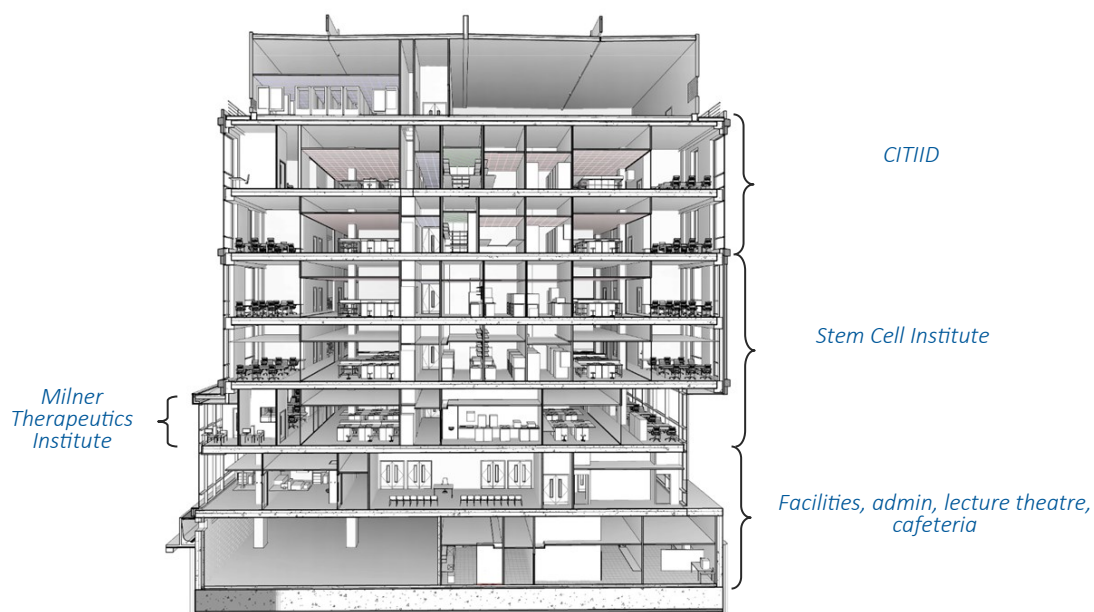 CITIID
Stem Cell Institute
Milner
Therapeutics
Institute
Facilities, admin, lecture theatre,
cafeteria